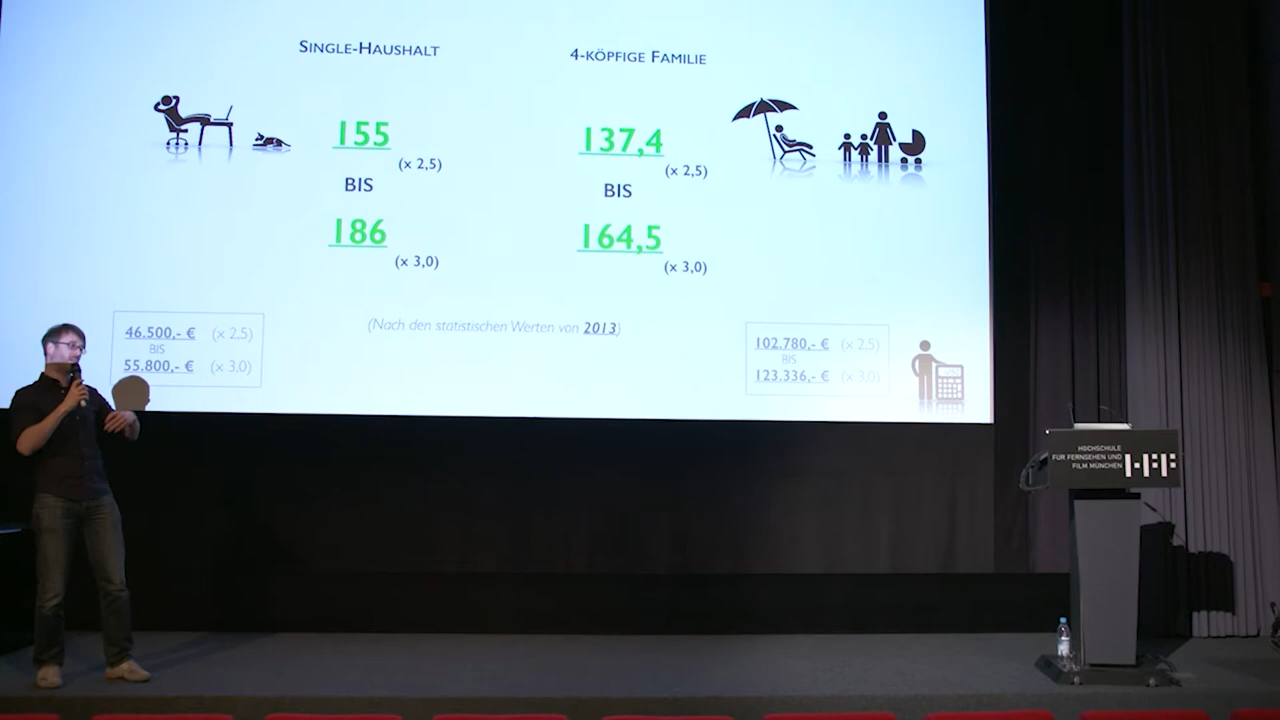 SINGLE-HAUSHALT
155
(x 2,5)
BIS
186
(x 3,0)
4-KÖPFIGE FAMILIE
137,4
(x 2,5)
BIS
164,5
(x 3,0)
(Nach den statistischen Werten von 2013)
46.500,- € (x 2,5)
BIS
55.800,- € (x 3,0)
102.780,- € (x 2,5)
BIS
123.336,- € (x 3,0)
HOCHSCHULE
FÜR FERNSEHEN UND
FILM MÜNCHEN
HFF